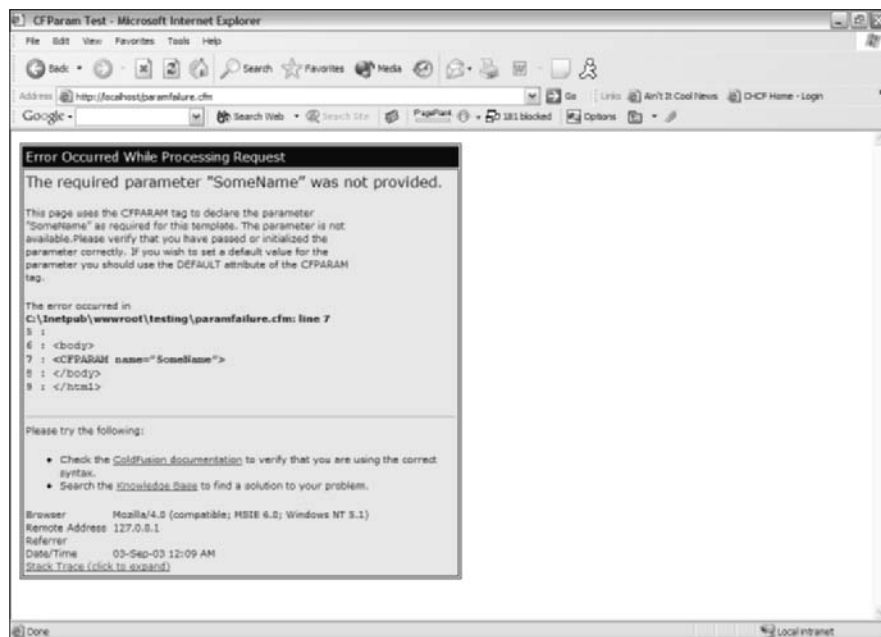 CFParam Test - Microsoft Internet Explorer
File Edit View Favorites Tools Help
Back Search Favorites Media
Address http://localhost/paramfailure.cfm Go Links Ain't It Cool News CHCF Home - Login
Google Search Web Search Site PageRank 181 blocked Options
Error Occurred While Processing Request
The required parameter "SomeName" was not provided.
This page uses the CFPARAM tag to declare the parameter
"SomeName" as required for this template. The parameter is not
available.Please verify that you have passed or initialized the
parameter correctly. If you wish to set a default value for the
parameter you should use the DEFAULT attribute of the CFPARAM
tag.
The error occurred in
C:\Inetpub\wwwroot\testing\paramfailure.cfm: line 7
5 :
6 : <body>
7 : <CFPARAM name="SomeName">
8 : </body>
9 : </html>
Please try the following:
• Check the ColdFusion documentation to verify that you are using the correct
syntax.
• Search the Knowledge Base to find a solution to your problem.
Browser Mozilla/4.0 (compatible; MSIE 6.0; Windows NT 5.1)
Remote Address 127.0.0.1
Referrer
Date/Time 03-Sep-03 12:09 AM
Stack Trace (click to expand)
Done Local intranet